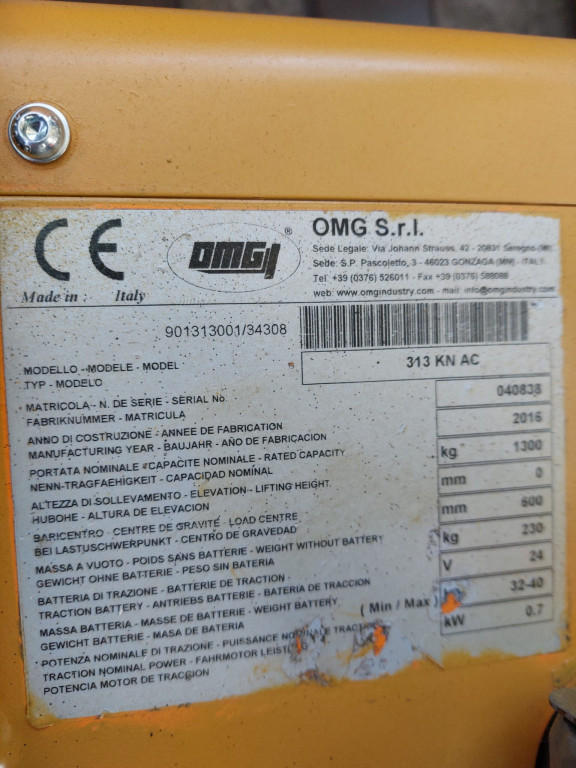 CE
OMG ®
OMG S.r.l.
Sede Legale: Via Johann Strauss, 42 - 20831 Seregno
Sede: S.P. Pascoletto, 3 - 46023 GONZAGA (MN) - ITALY
Tel +39 (0376) 526011 - Fax +39 (0376) 588088
web: www.omgindustry.com - mail: info@omgindustry.com
Made in : Italy
901313001/34308
MODELLO - MODELE - MODEL
TYP - MODELO
313 KN AC
MATRICOLA - N. DE SERIE - SERIAL No
FABRIKNUMMER - MATRICULA
040838
ANNO DI COSTRUZIONE - ANNEE DE FABRICATION
MANUFACTURING YEAR - BAUJAHR - AÑO DE FABRICACION
2016
PORTATA NOMINALE - CAPACITE NOMINALE - RATED CAPACITY
NENN-TRAGFAEHIGKEIT - CAPACIDAD NOMINAL
kg 1300
ALTEZZA DI SOLLEVAMENTO - ELEVATION - LIFTING HEIGHT
HUBOHE - ALTURA DE ELEVACION
mm 0
BARICENTRO - CENTRE DE GRAVITÉ - LOAD CENTRE
BEI LASTUSCHWERPUNKT - CENTRO DE GRAVEDAD
mm 600
MASSA A VUOTO - POIDS SANS BATTERIE - WEIGHT WITHOUT BATTERY
GEWICHT OHNE BATTERIE - PESO SIN BATERIA
kg 230
BATTERIA DI TRAZIONE - BATTERIE DE TRACTION
TRACTION BATTERY - ANTRIEBS BATTERIE - BATERIA DE TRACCION
V 24
MASSA BATTERIA - MASSE DE BATTERIE - WEIGHT BATTERY
GEWICHT BATTERIE - MASA DE BATERIA
( Min / Max )
32-40
POTENZA NOMINALE DI TRAZIONE - PUISSANCE NOMINALE
TRACTION NOMINAL POWER - FAHRMOTOR
POTENCIA MOTOR DE TRACCION
kW 0.7